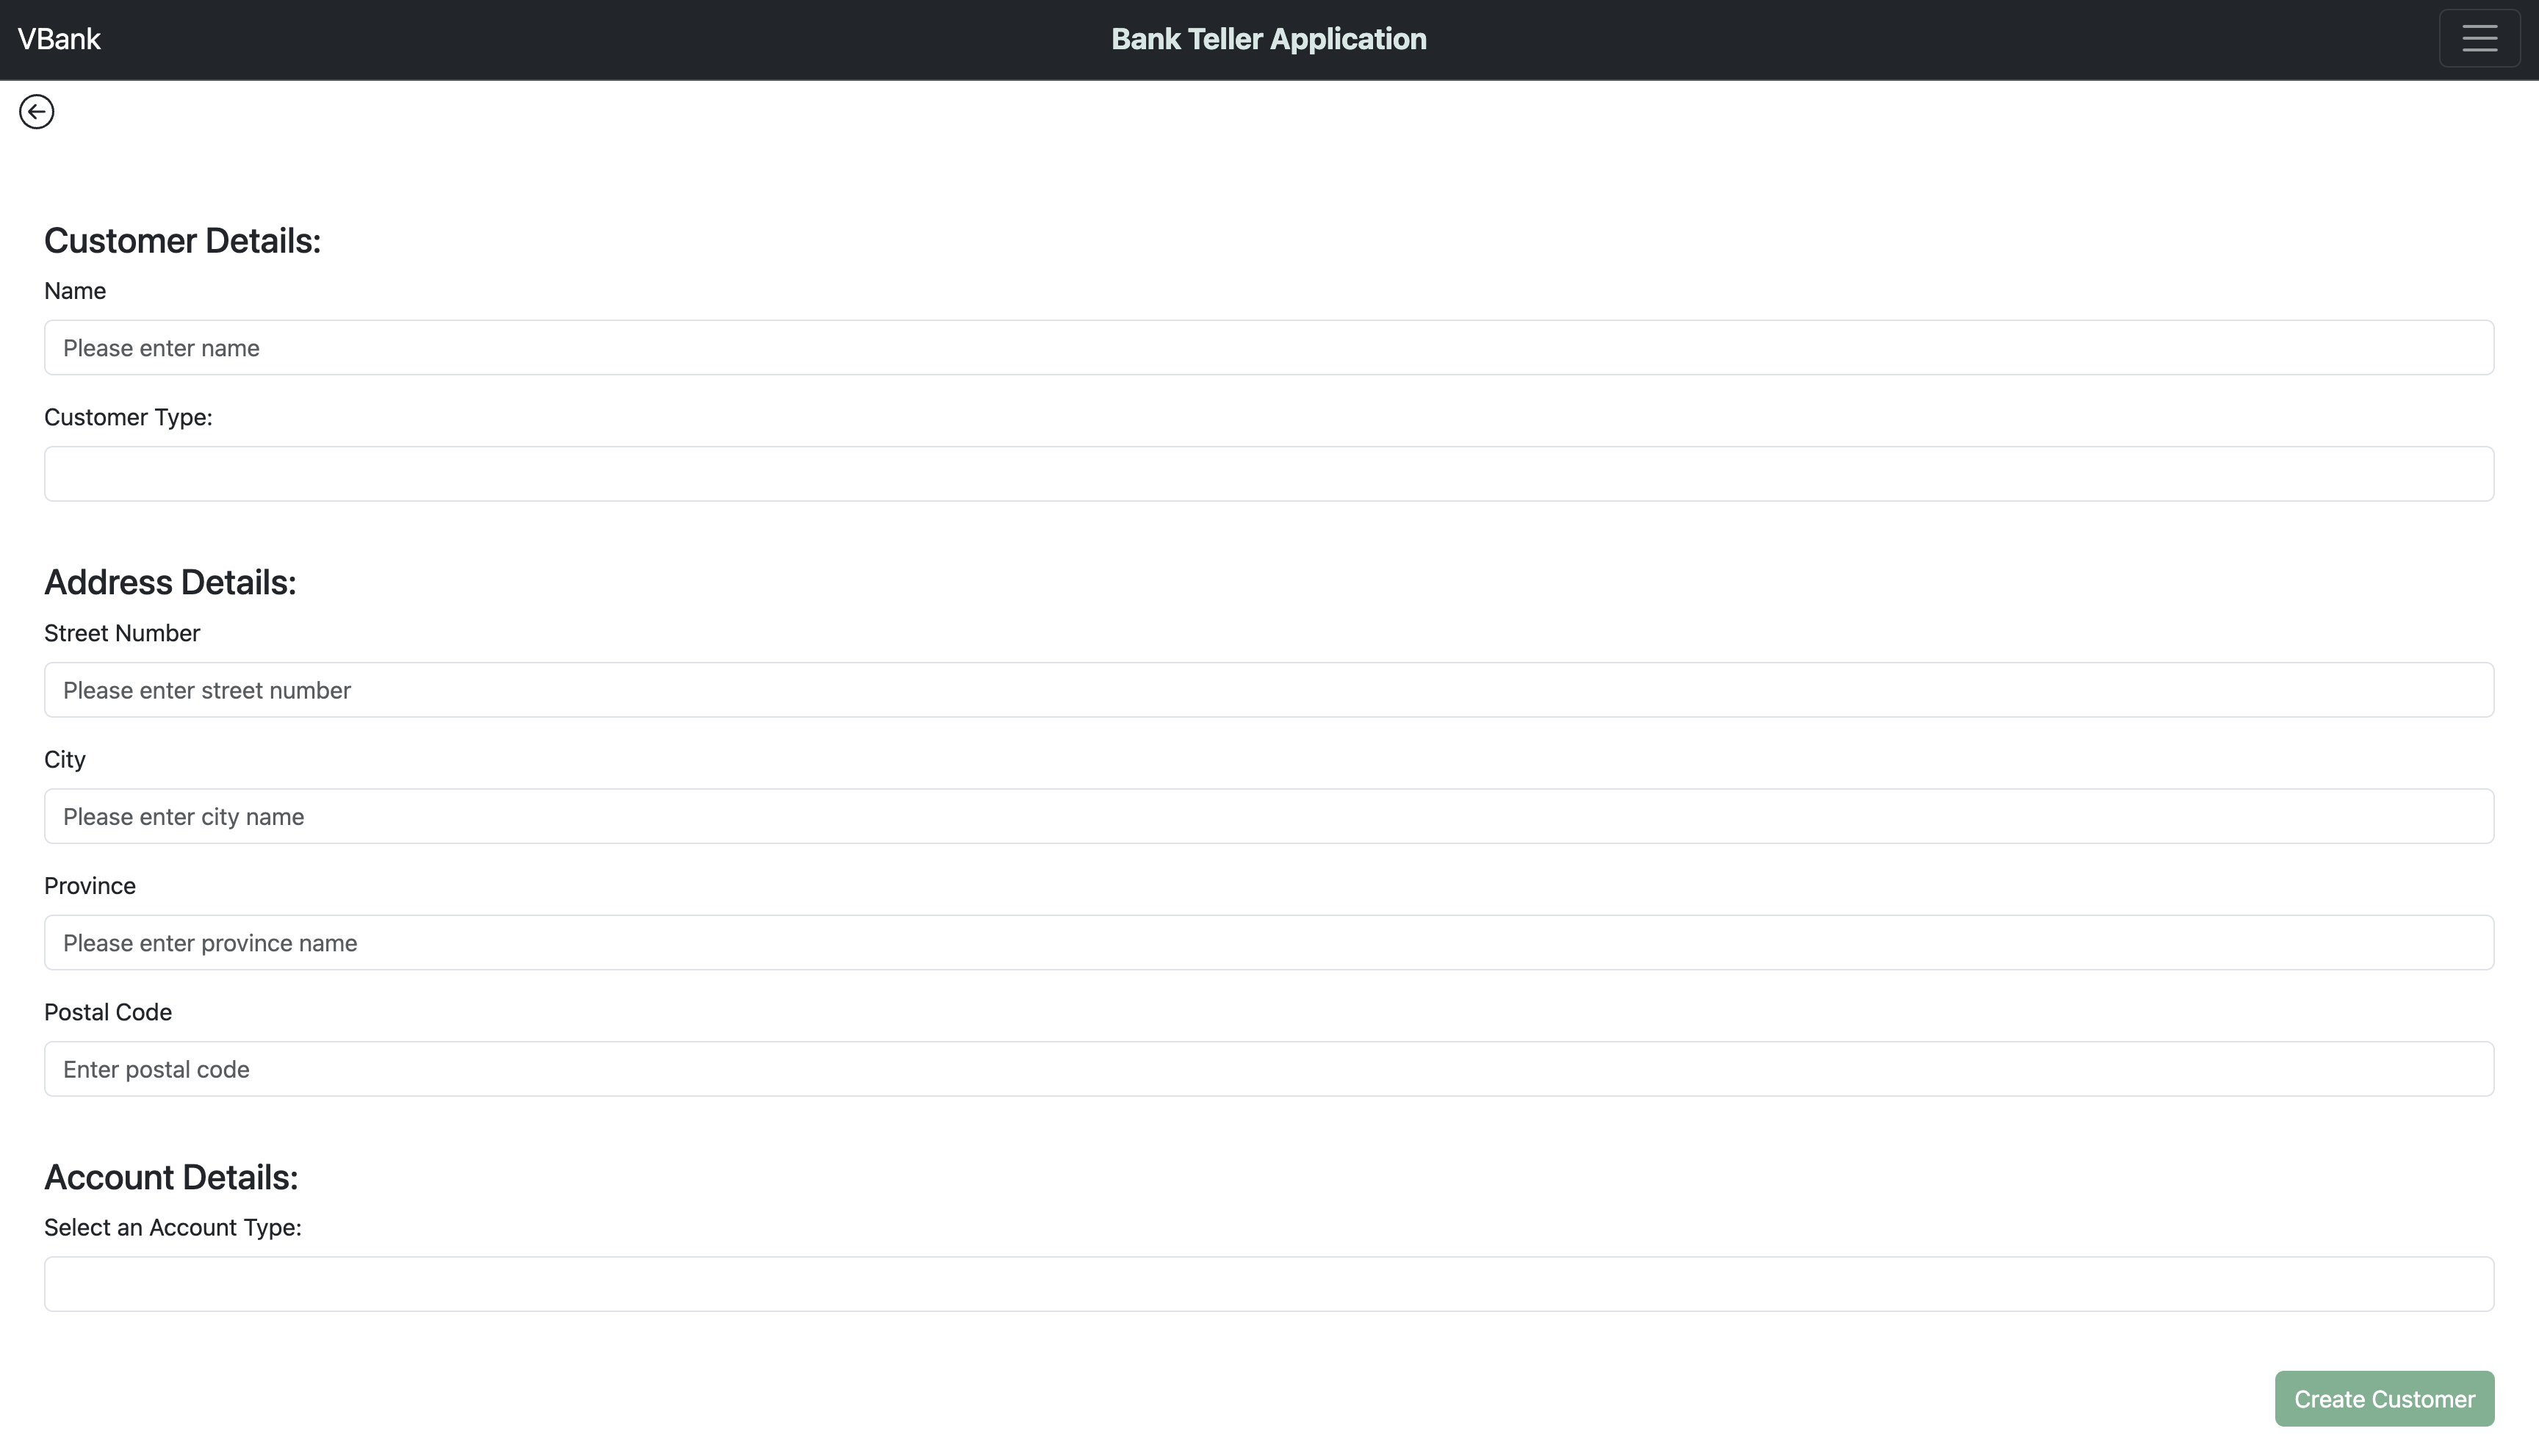 VBank
Bank Teller Application
Customer Details:
Name
Please enter name
Customer Type:
Address Details:
Street Number
Please enter street number
City
Please enter city name
Province
Please enter province name
Postal Code
Enter postal code
Account Details:
Select an Account Type:
Create Customer